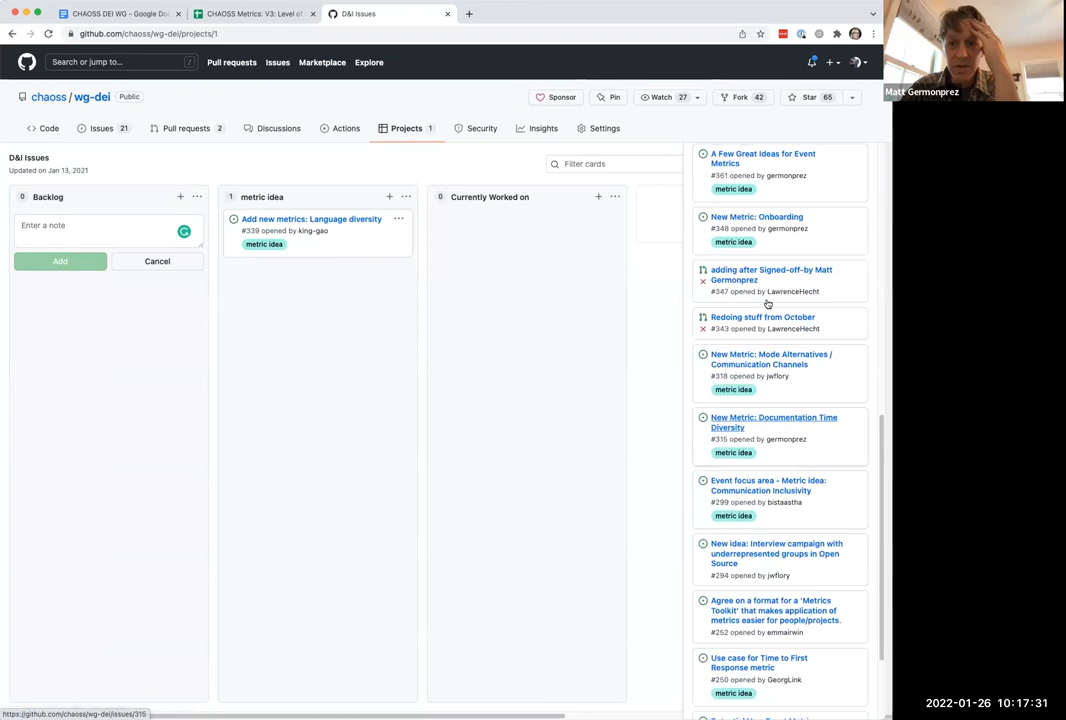 CHAOSS DEI WG - Google Do
CHAOSS Metrics: V3: Level of
D&I Issues
github.com/chaoss/wg-dei/projects/1
Search or jump to...
/
Pull requests
Issues
Marketplace
Explore
Matt Germonprez
chaoss / wg-dei
Public
Sponsor
Pin
Watch 27
Fork 42
Star 65
Code
Issues 21
Pull requests 2
Discussions
Actions
Projects 1
Security
Insights
Settings
D&I Issues
Updated on Jan 13, 2021
Filter cards
0 Backlog
Enter a note
Add
Cancel
1 metric idea
Add new metrics: Language diversity
#339 opened by king-gao
metric idea
0 Currently Worked on
A Few Great Ideas for Event
Metrics
#361 opened by germonprez
metric idea
New Metric: Onboarding
#348 opened by germonprez
metric idea
adding after Signed-off-by Matt
Germonprez
#347 opened by LawrenceHecht
Redoing stuff from October
#343 opened by LawrenceHecht
New Metric: Mode Alternatives /
Communication Channels
#318 opened by jwflory
metric idea
New Metric: Documentation Time
Diversity
#315 opened by germonprez
metric idea
Event focus area - Metric idea:
Communication Inclusivity
#299 opened by bistaastha
metric idea
New idea: Interview campaign with
underrepresented groups in Open
Source
#294 opened by jwflory
Agree on a format for a 'Metrics
Toolkit' that makes application of
metrics easier for people/projects.
#252 opened by emmairwin
Use case for Time to First
Response metric
#250 opened by GeorgLink
metric idea
https://github.com/chaoss/wg-dei/issues/315
2022-01-26 10:17:31